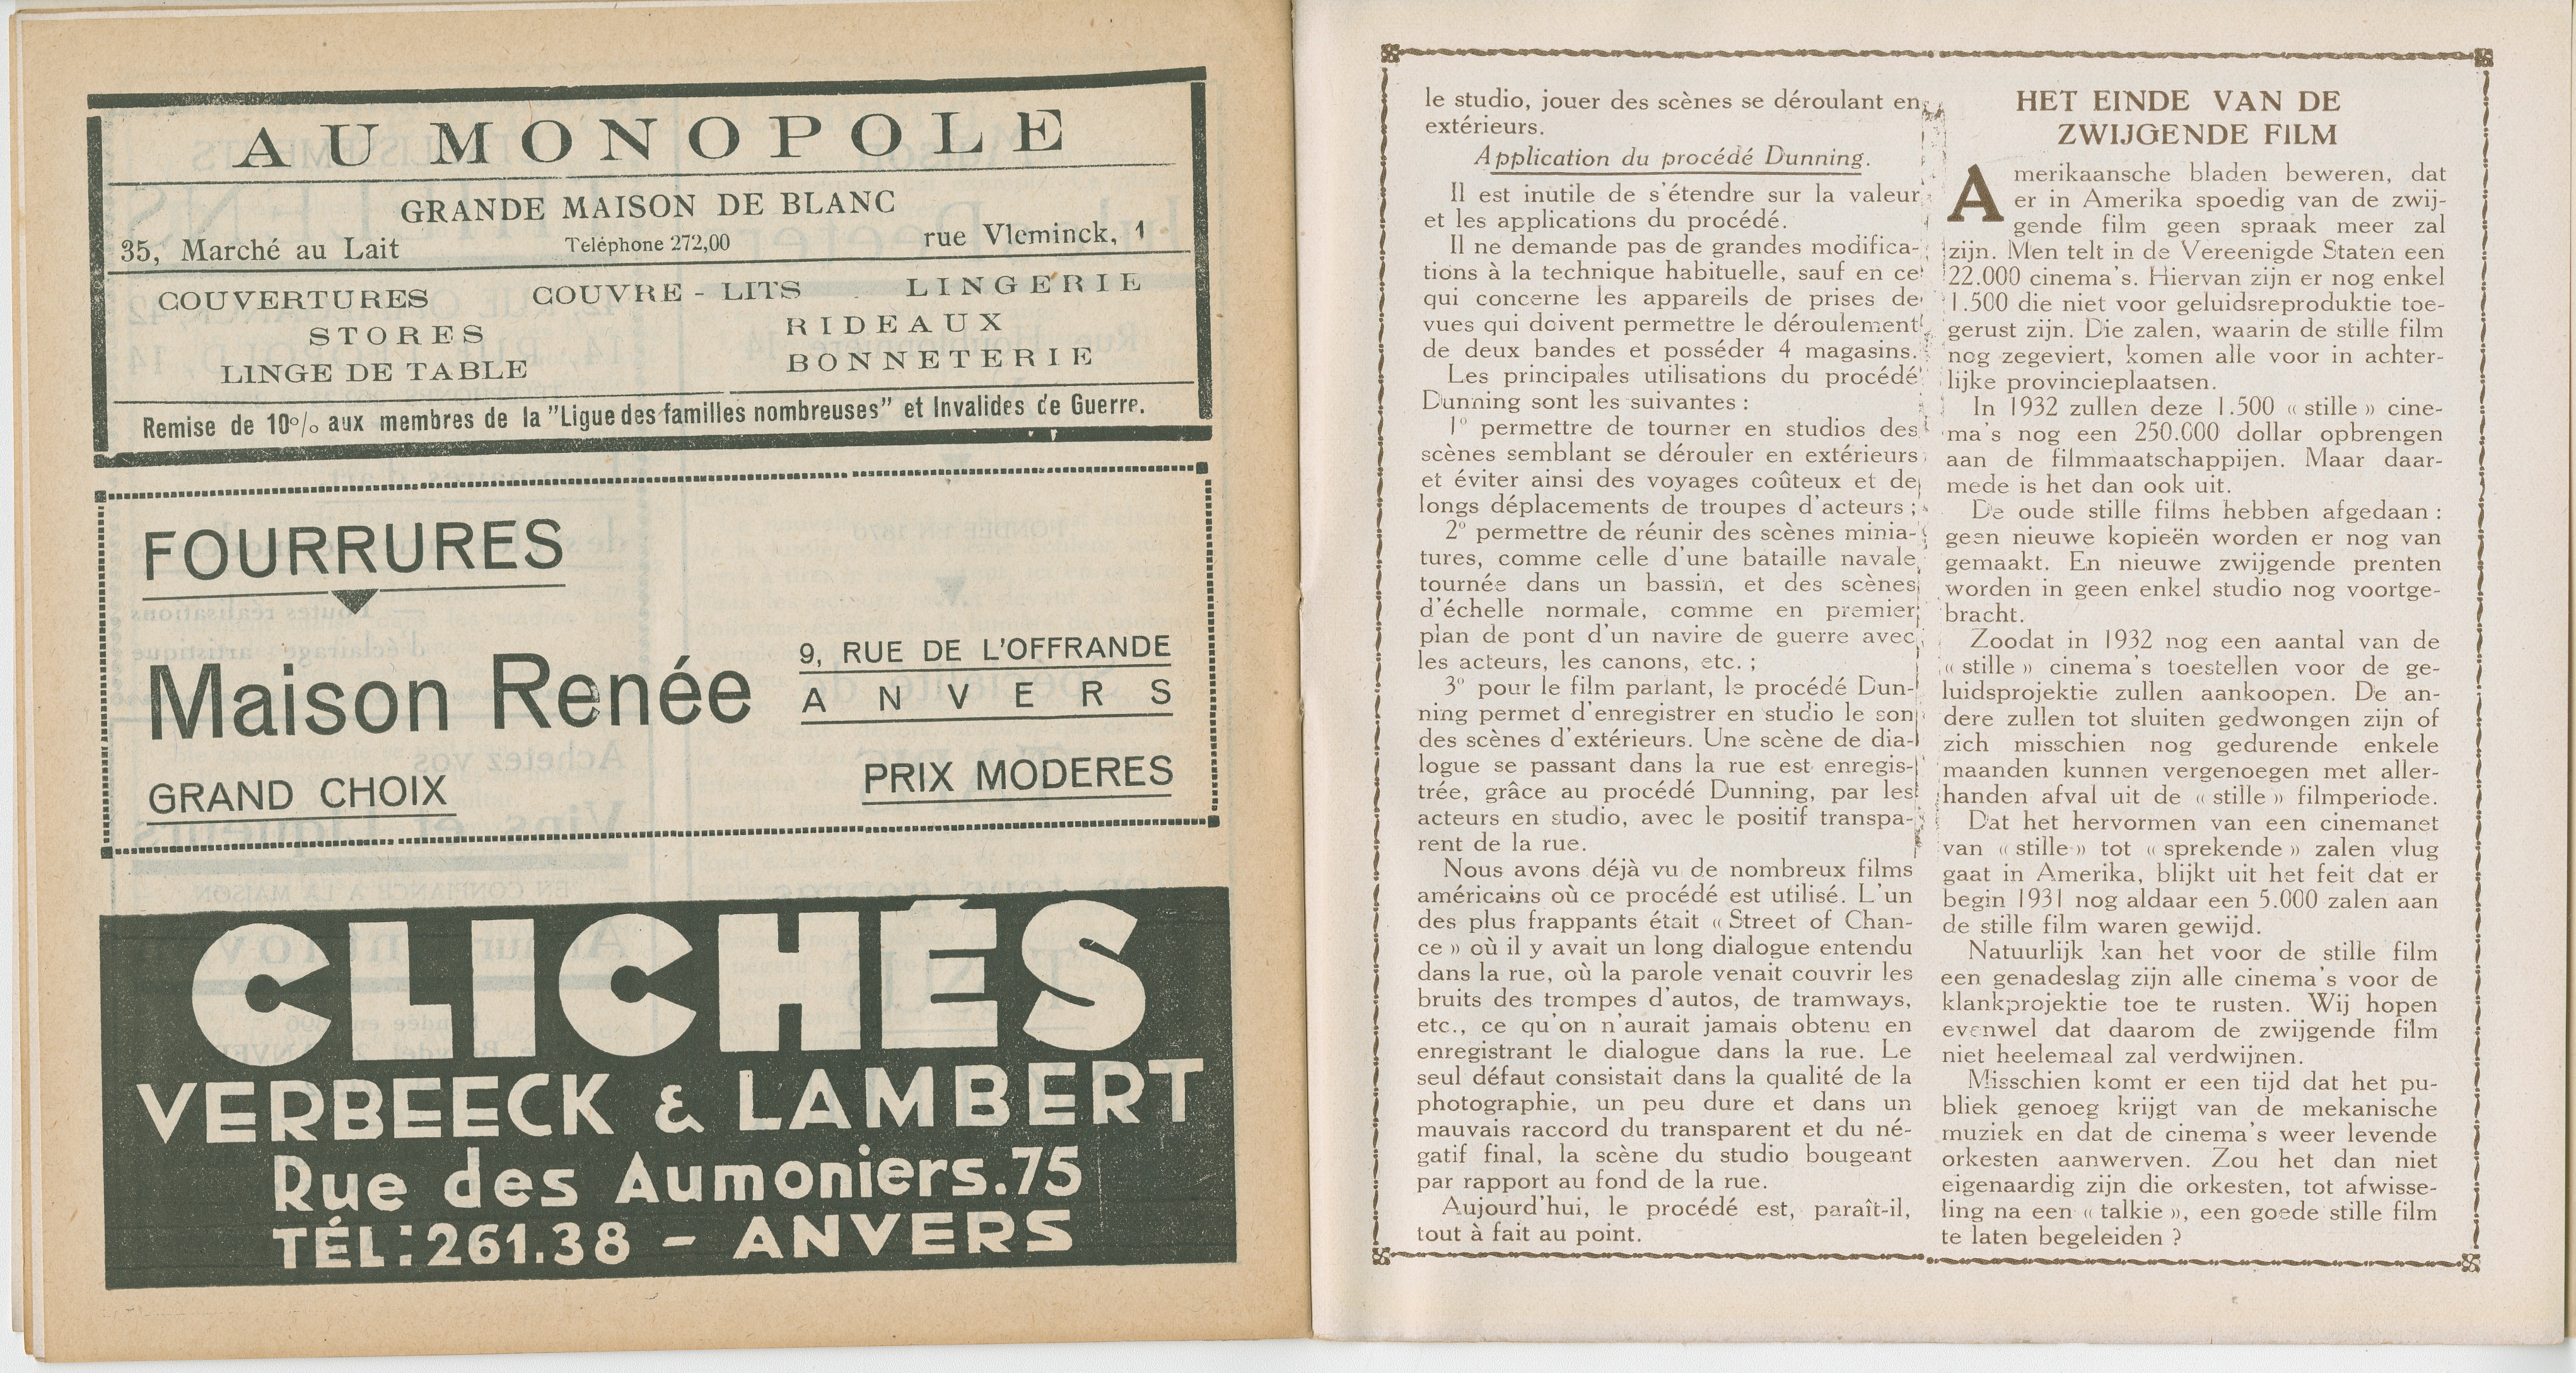 AU MONOPOLE
GRANDE MAISON DE BLANC
35, Marché au Lait Teléphone 272,00 rue Vleminck, 1
COUVERTURES COUVRE - LITS LINGERIE
STORES RIDEAUX
LINGE DE TABLE BONNETERIE
Remise de 10% aux membres de la "Ligue des familles nombreuses" et Invalides de Guerre.
FOURRURES
Maison Renée
9, RUE DE L'OFFRANDE
ANVERS
GRAND CHOIX
PRIX MODERES
CLICHÉS
VERBEECK & LAMBERT
Rue des Aumoniers.75
TÉL:261.38 - ANVERS
le studio, jouer des scènes se déroulant en
extérieurs.
Application du procédé Dunning.
Il est inutile de s'étendre sur la valeur
et les applications du procédé.
Il ne demande pas de grandes modifica-
tions à la technique habituelle, sauf en ce
qui concerne les appareils de prises de
vues qui doivent permettre le déroulement
de deux bandes et posséder 4 magasins.
Les principales utilisations du procédé
Dunning sont les suivantes :
1° permettre de tourner en studios des
scènes semblant se dérouler en extérieurs
et éviter ainsi des voyages coûteux et de
longs déplacements de troupes d'acteurs ;
2° permettre de réunir des scènes minia-
tures, comme celle d'une bataille navale
tournée dans un bassin, et des scènes
d'échelle normale, comme en premier
plan de pont d'un navire de guerre avec
les acteurs, les canons, etc. ;
3° pour le film parlant, le procédé Dun-
ning permet d'enregistrer en studio le son
des scènes d'extérieurs. Une scène de dia-
logue se passant dans la rue est enregis-
trée, grâce au procédé Dunning, par les
acteurs en studio, avec le positif transpa-
rent de la rue.
Nous avons déjà vu de nombreux films
américains où ce procédé est utilisé. L'un
des plus frappants était « Street of Chan-
ce » où il y avait un long dialogue entendu
dans la rue, où la parole venait couvrir les
bruits des trompes d'autos, de tramways,
etc., ce qu'on n'aurait jamais obtenu en
enregistrant le dialogue dans la rue. Le
seul défaut consistait dans la qualité de la
photographie, un peu dure et dans un
mauvais raccord du transparent et du né-
gatif final, la scène du studio bougeant
par rapport au fond de la rue.
Aujourd'hui, le procédé est, paraît-il,
tout à fait au point.
HET EINDE VAN DE
ZWIJGENDE FILM
Amerikaansche bladen beweren, dat
er in Amerika spoedig van de zwij-
gende film geen spraak meer zal
zijn. Men telt in de Vereenigde Staten een
22.000 cinema's. Hiervan zijn er nog enkel
1.500 die niet voor geluidsreproduktie toe-
gerust zijn. Die zalen, waarin de stille film
nog zegeviert, komen alle voor in achter-
lijke provincieplaatsen.
In 1932 zullen deze 1.500 « stille » cine-
ma's nog een 250.000 dollar opbrengen
aan de filmmaatschappijen. Maar daar-
mede is het dan ook uit.
De oude stille films hebben afgedaan :
geen nieuwe kopieën worden er nog van
gemaakt. En nieuwe zwijgende prenten
worden in geen enkel studio nog voortge-
bracht.
Zoodat in 1932 nog een aantal van de
« stille » cinema's toestellen voor de ge-
luidsprojektie zullen aankoopen. De an-
dere zullen tot sluiten gedwongen zijn of
zich misschien nog gedurende enkele
maanden kunnen vergenoegen met aller-
handen afval uit de « stille » filmperiode.
Dat het hervormen van een cinemanet
van « stille » tot « sprekende » zalen vlug
gaat in Amerika, blijkt uit het feit dat er
begin 1931 nog aldaar een 5.000 zalen aan
de stille film waren gewijd.
Natuurlijk kan het voor de stille film
een genadeslag zijn alle cinema's voor de
klankprojektie toe te rusten. Wij hopen
evenwel dat daarom de zwijgende film
niet heelemaal zal verdwijnen.
Misschien komt er een tijd dat het pu-
bliek genoeg krijgt van de mekanische
muziek en dat de cinema's weer levende
orkesten aanwerven. Zou het dan niet
eigenaardig zijn die orkesten, tot afwisse-
ling na een « talkie », een goede stille film
te laten begeleiden ?